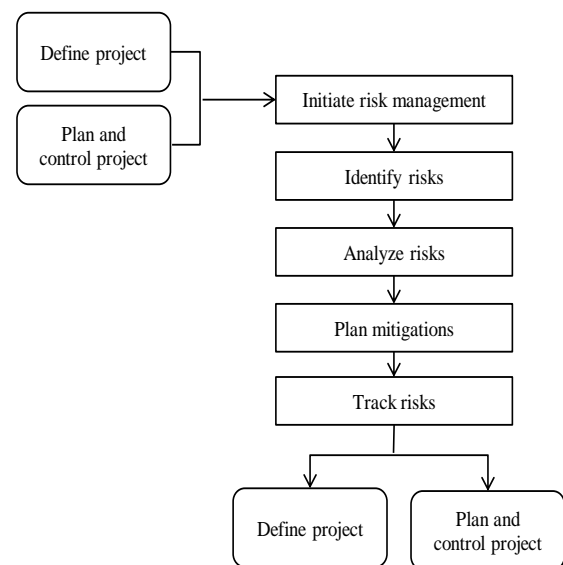 Define project
Plan and
control project
Initiate risk management
Identify risks
Analyze risks
Plan mitigations
Track risks
Define project
Plan and
control project